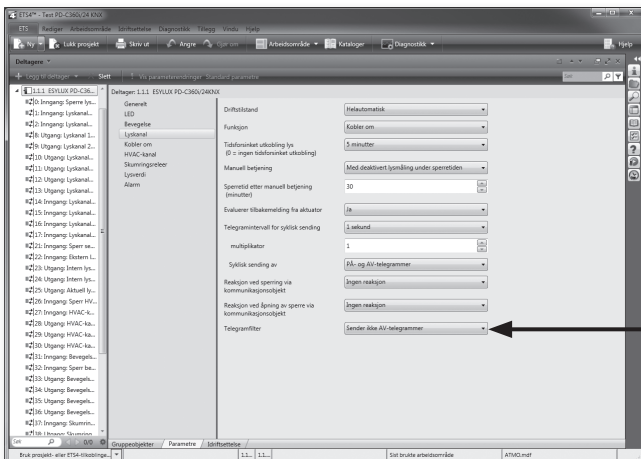 ETS4™ - Test PD-C360i/24 KNX
ETS Rediger Arbeidsområde Idriftsettelse Diagnostikk Tillegg Vindu Hjelp
Ny Lukk prosjekt Skriv ut Angre Gjør om Arbeidsområde Kataloger Diagnostikk Hjelp
Deltagere
Legg til deltager Slett Vis parameterendringer Standard parametre Søk
1.1.1 ESYLUX PD-C36...
0: Inngang: Sperre lys...
1: Inngang: Lyskanal...
2: Inngang: Lyskanal...
8: Utgang: Lyskanal 1...
9: Utgang: Lyskanal 2...
10: Utgang: Lyskanal...
11: Utgang: Lyskanal...
12: Utgang: Lyskanal...
13: Utgang: Lyskanal...
14: Inngang: Lyskanal...
15: Inngang: Lyskanal...
16: Inngang: Lyskanal...
17: Inngang: Lyskanal...
21: Inngang: Sperr se...
22: Inngang: Ekstern l...
23: Utgang: Intern lys...
24: Utgang: Intern lys...
25: Utgang: Aktuell ly...
26: Inngang: Sperr HV...
27: Inngang: HVAC-k...
28: Utgang: HVAC-ka...
29: Utgang: HVAC-ka...
30: Utgang: HVAC-ka...
31: Inngang: Bevegels...
32: Inngang: Sperr be...
33: Utgang: Bevegels...
34: Utgang: Bevegels...
35: Utgang: Bevegels...
36: Utgang: Bevegels...
37: Inngang: Skumrin...
38: Utgang: Skumring...
Søk 0/0
Deltager: 1.1.1 ESYLUX PD-C360i/24KNX
Generelt
LED
Bevegelse
Lyskanal
Kobler om
HVAC-kanal
Skumringsreleer
Lysverdi
Alarm
Driftstilstand Helautomatisk
Funksjon Kobler om
Tidsforsinket utkobling lys 5 minutter
(0 = ingen tidsforsinket utkobling)
Manuell betjening Med deaktivert lysmåling under sperretiden
Sperretid etter manuell betjening 30
(minutter)
Evaluerer tilbakemelding fra aktuator Ja
Telegramintervall for syklisk sending 1 sekund
multiplikator 1
Syklisk sending av PÅ- og AV-telegrammer
Reaksjon ved sperring via Ingen reaksjon
kommunikasjonsobjekt
Reaksjon ved åpning av sperre via Ingen reaksjon
kommunikasjonsobjekt
Telegramfilter Sender ikke AV-telegrammer
Gruppeobjekter Parametre Idriftsettelse
Bruk prosjekt- eller ETS4-tilkoblinge... 1.1... 1.1... Sist brukte arbeidsområde ATMO.mdf